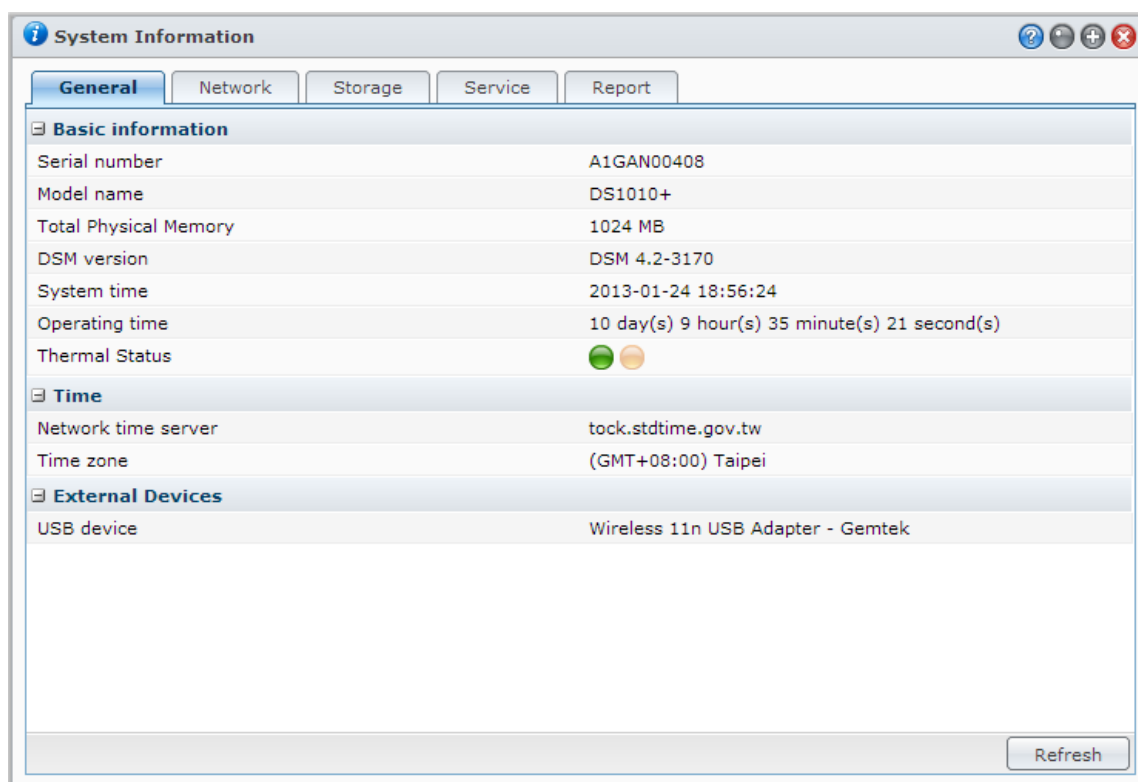 System Information
General Network Storage Service Report
Basic information
Serial number A1GAN00408
Model name DS1010+
Total Physical Memory 1024 MB
DSM version DSM 4.2-3170
System time 2013-01-24 18:56:24
Operating time 10 day(s) 9 hour(s) 35 minute(s) 21 second(s)
Thermal Status
Time
Network time server tock.stdtime.gov.tw
Time zone (GMT+08:00) Taipei
External Devices
USB device Wireless 11n USB Adapter - Gemtek
Refresh